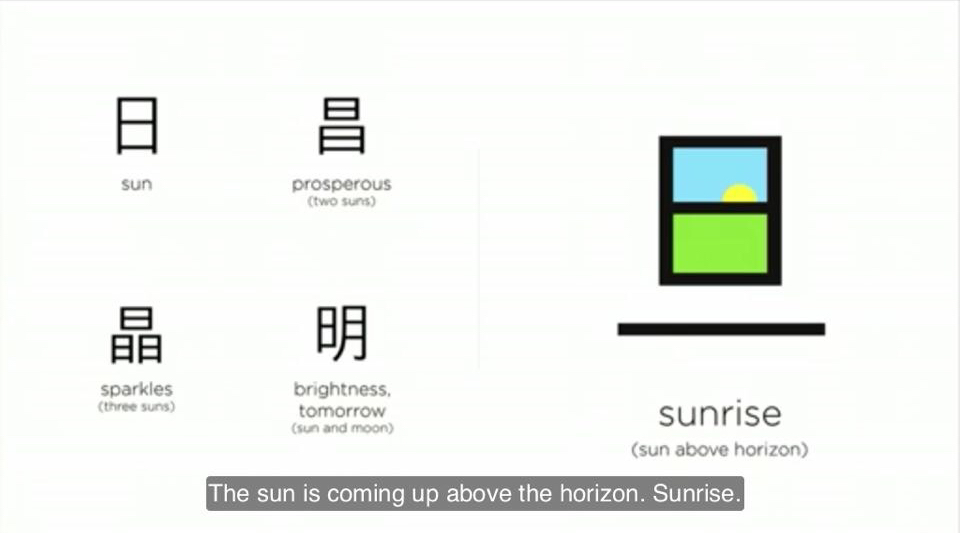 日
sun
昌
prosperous
(two suns)
晶
sparkles
(three suns)
明
brightness,
tomorrow
(sun and moon)
sunrise
(sun above horizon)
The sun is coming up above the horizon. Sunrise.